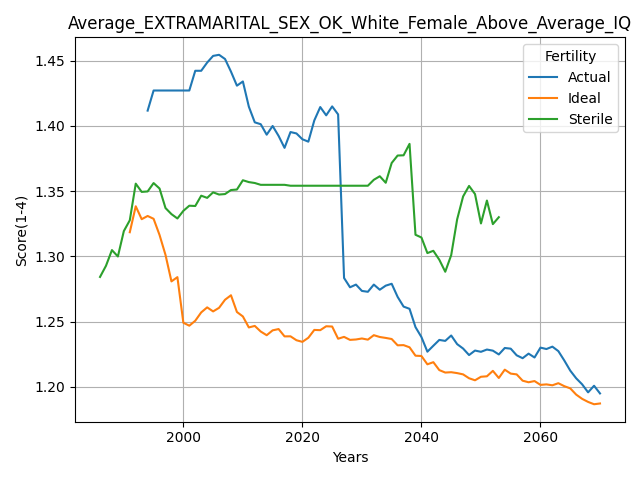 Average_EXTRAMARITAL_SEX_OK_White_Female_Above_Average_IQ
Score(1-4)
1.45
1.40
1.35
1.30
1.25
1.20
Fertility
Actual
Ideal
Sterile
2000
2020
2040
2060
Years